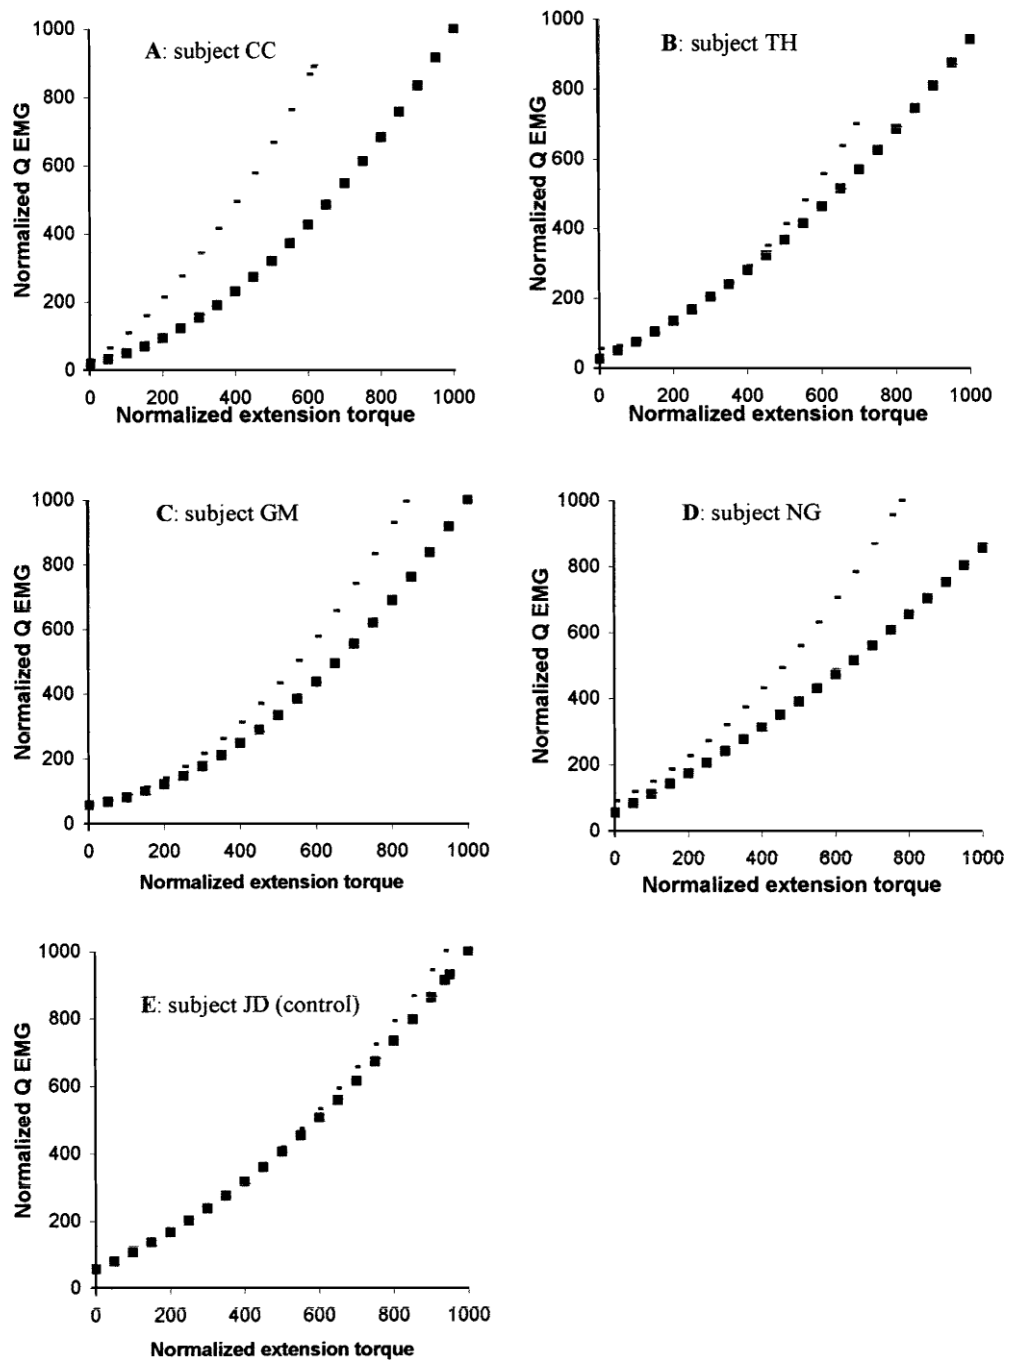 A: subject CC
Normalized Q EMG
1000
800
600
400
200
0
0 200 400 600 800 1000
Normalized extension torque
B: subject TH
Normalized Q EMG
1000
800
600
400
200
0
0 200 400 600 800 1000
Normalized extension torque
C: subject GM
Normalized Q EMG
1000
800
600
400
200
0
0 200 400 600 800 1000
Normalized extension torque
D: subject NG
Normalized Q EMG
1000
800
600
400
200
0
0 200 400 600 800 1000
Normalized extension torque
E: subject JD (control)
Normalized Q EMG
1000
800
600
400
200
0
0 200 400 600 800 1000
Normalized extension torque